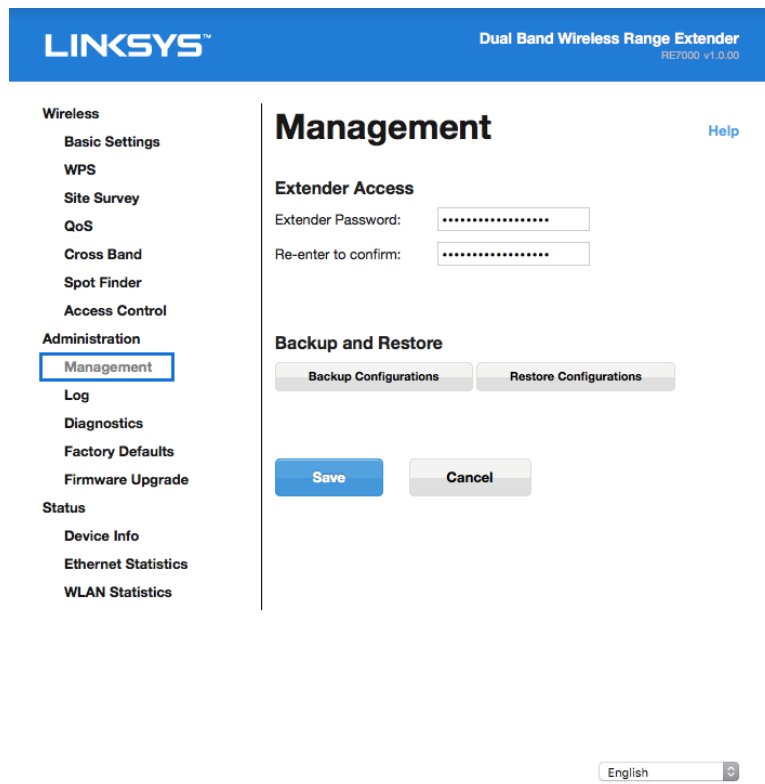 LINKSYS™
Dual Band Wireless Range Extender
RE7000 v1.0.00
Wireless
Basic Settings
WPS
Site Survey
QoS
Cross Band
Spot Finder
Access Control
Administration
Management
Log
Diagnostics
Factory Defaults
Firmware Upgrade
Status
Device Info
Ethernet Statistics
WLAN Statistics
Management
Help
Extender Access
Extender Password: ••••••••••••••••••
Re-enter to confirm: ••••••••••••••••••
Backup and Restore
Backup Configurations Restore Configurations
Save Cancel
English